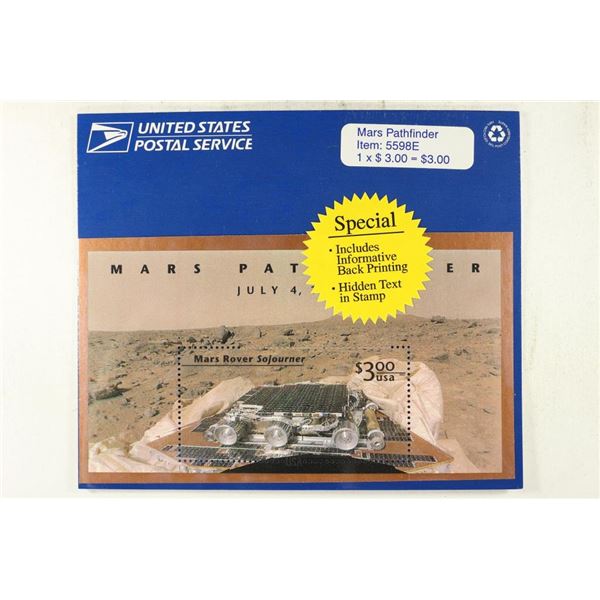 UNITED STATES
POSTAL SERVICE
Mars Pathfinder
Item: 5598E
1 x $ 3.00 = $3.00
Special
• Includes
Informative
Back Printing
• Hidden Text
in Stamp
MARS PAT ER
JULY 4,
Mars Rover Sojourner
$3.00
usa